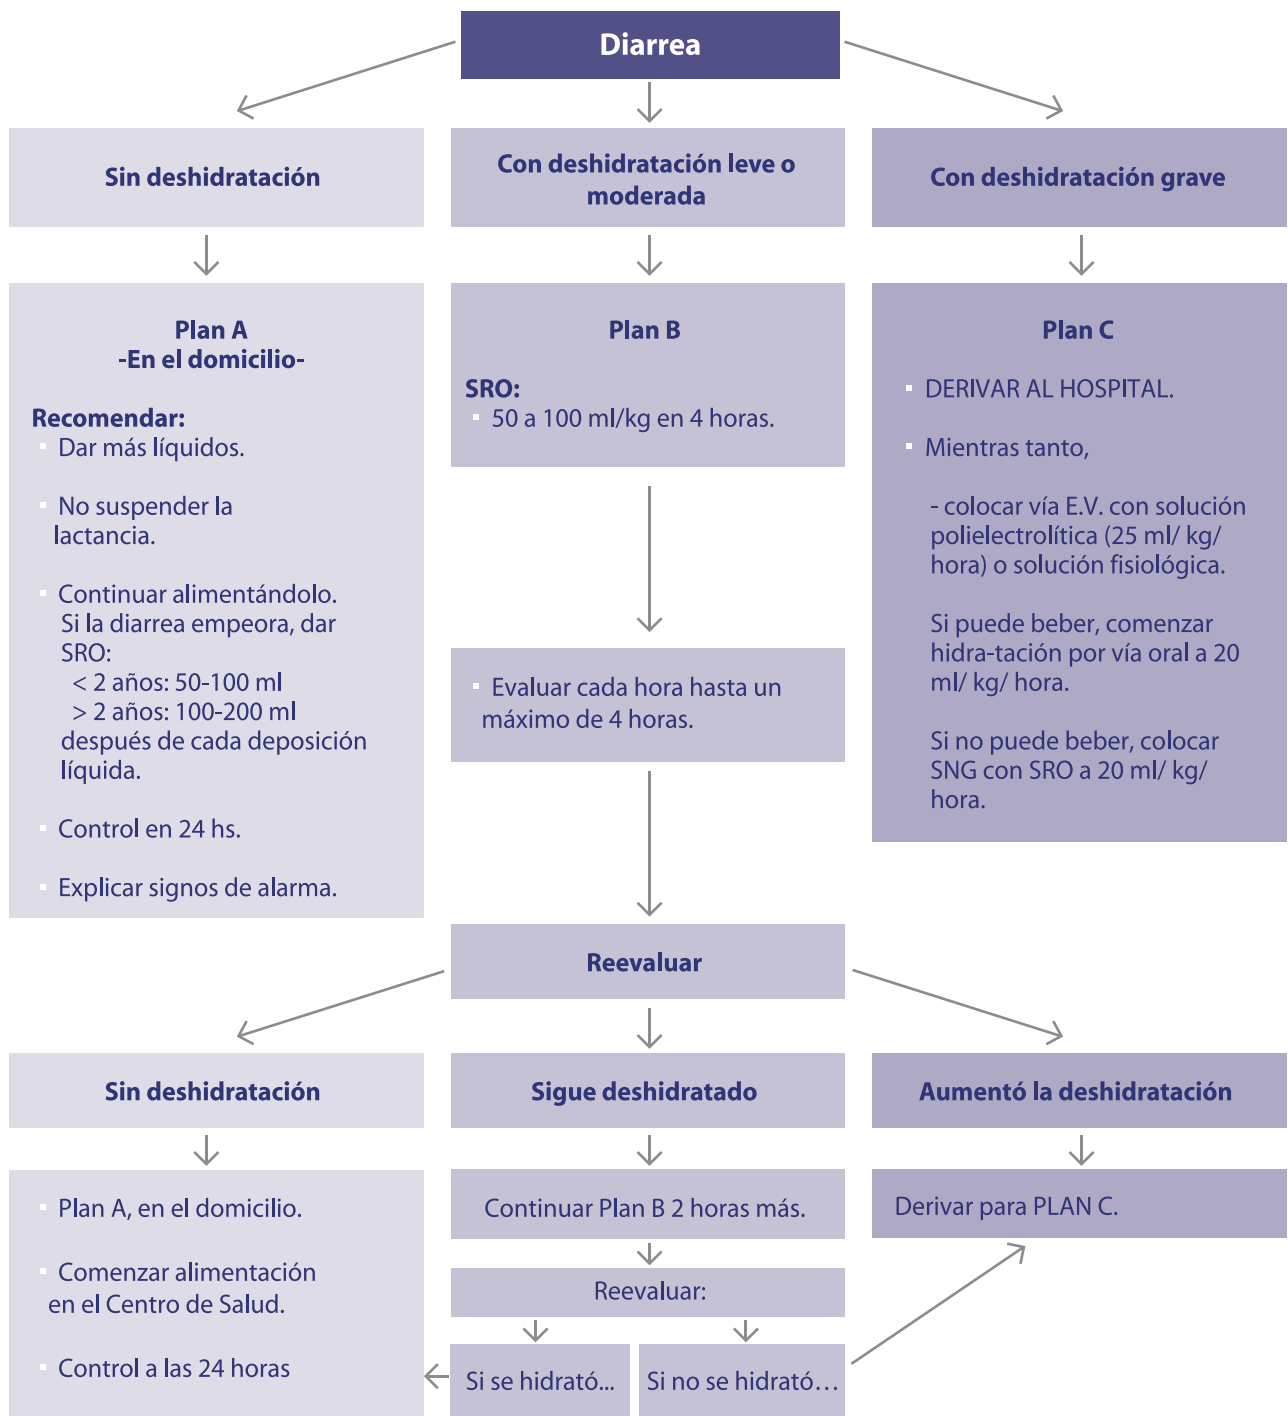 Diarrea
Sin deshidratación
Con deshidratación leve o
moderada
Con deshidratación grave
Plan A
-En el domicilio-
Recomendar:
▪ Dar más líquidos.
▪ No suspender la
lactancia.
▪ Continuar alimentándolo.
Si la diarrea empeora, dar
SRO:
< 2 años: 50-100 ml
> 2 años: 100-200 ml
después de cada deposición
líquida.
▪ Control en 24 hs.
▪ Explicar signos de alarma.
Plan B
SRO:
▪ 50 a 100 ml/kg en 4 horas.
▪ Evaluar cada hora hasta un
máximo de 4 horas.
Plan C
▪ DERIVAR AL HOSPITAL.
▪ Mientras tanto,
- colocar vía E.V. con solución
polielectrolítica (25 ml/ kg/
hora) o solución fisiológica.
Si puede beber, comenzar
hidra-tación por vía oral a 20
ml/ kg/ hora.
Si no puede beber, colocar
SNG con SRO a 20 ml/ kg/
hora.
Reevaluar
Sin deshidratación
Sigue deshidratado
Aumentó la deshidratación
▪ Plan A, en el domicilio.
▪ Comenzar alimentación
en el Centro de Salud.
▪ Control a las 24 horas
Continuar Plan B 2 horas más.
Reevaluar:
Si se hidrató...
Si no se hidrató…
Derivar para PLAN C.